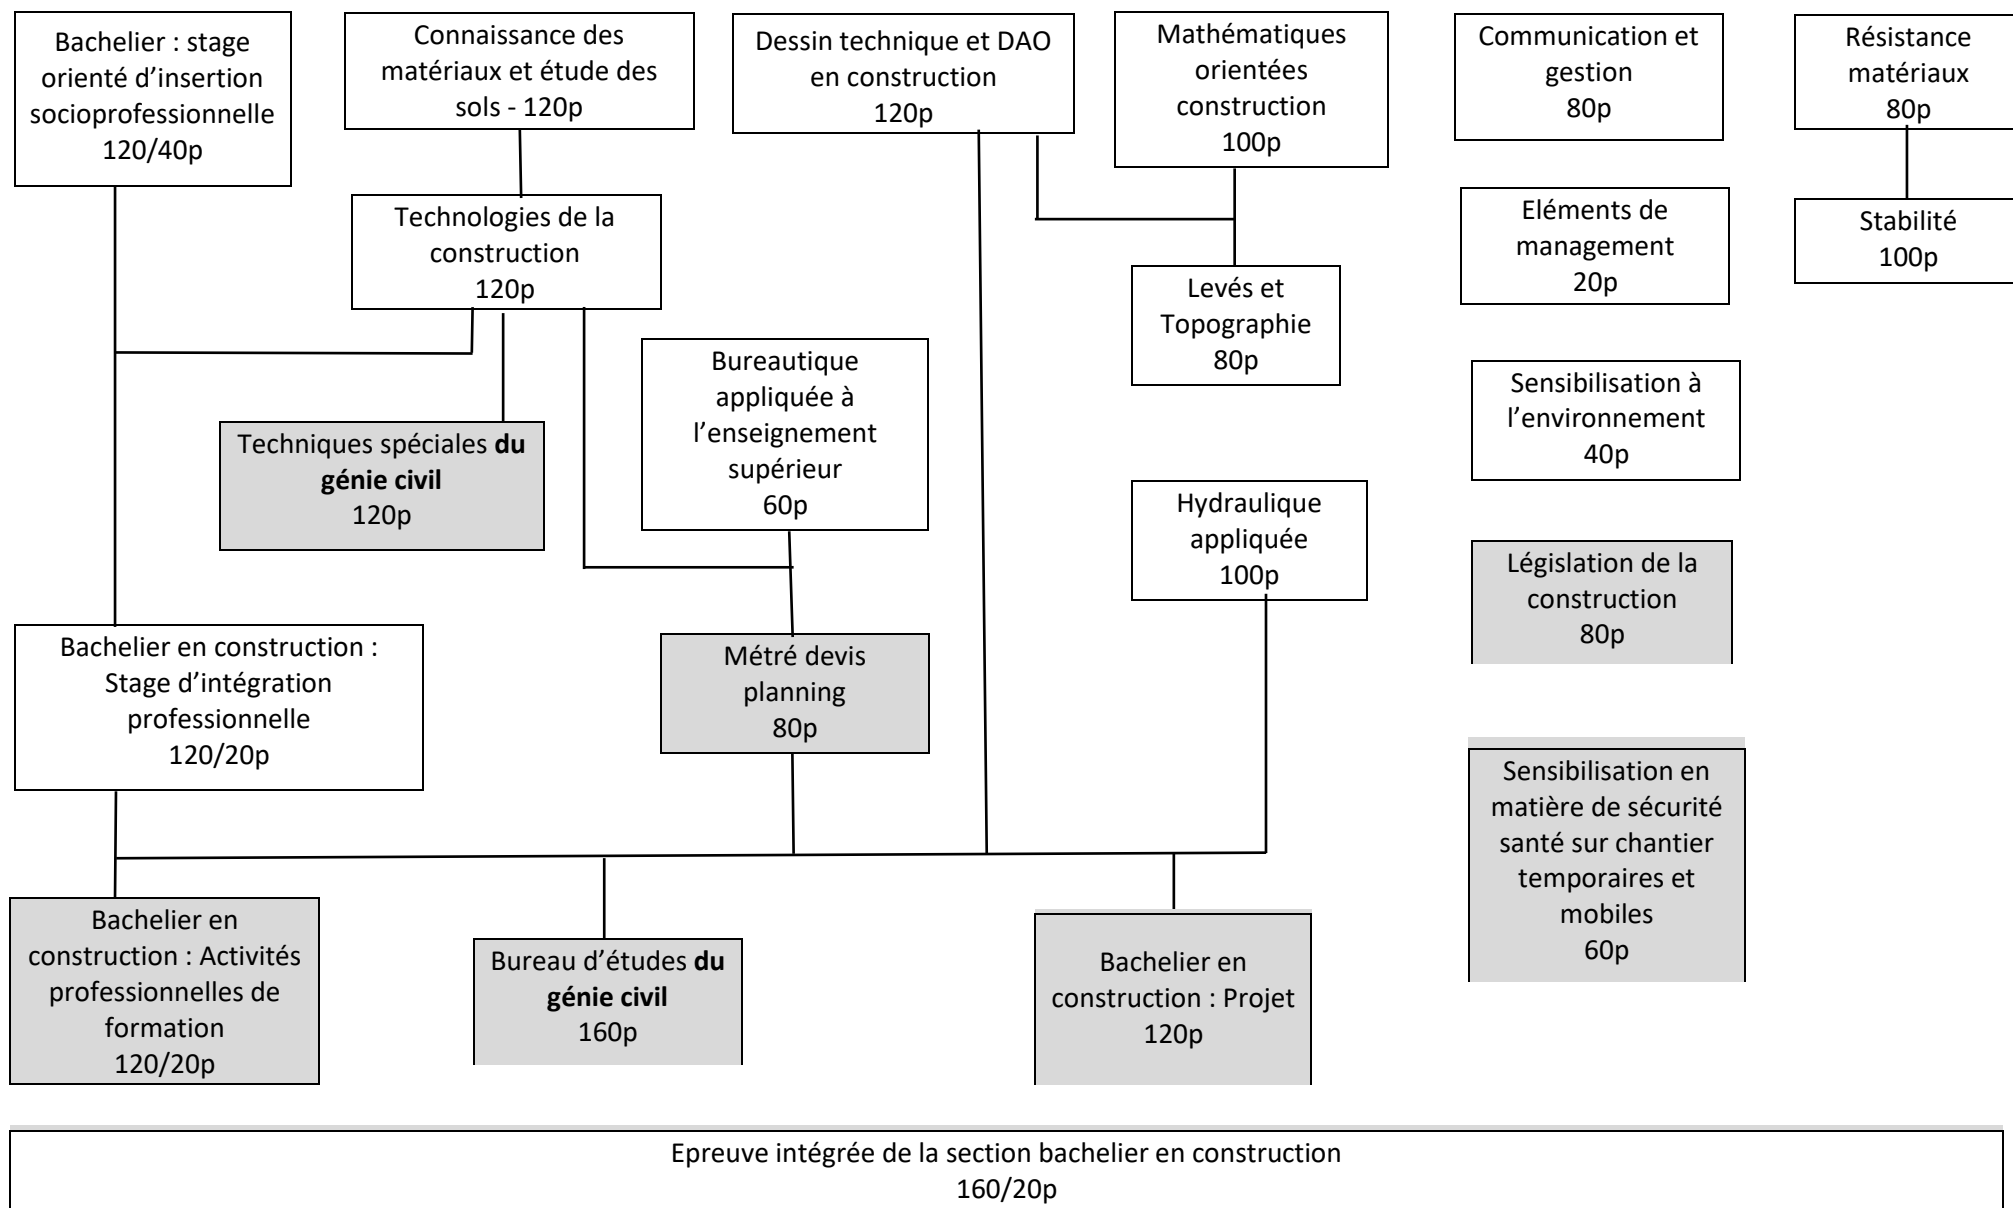 Bachelier : stage
orienté d'insertion
socioprofessionnelle
120/40p
Connaissance des
matériaux et étude des
sols - 120p
Dessin technique et DAO
en construction
120p
Mathématiques
orientées
construction
100p
Communication et
gestion
80p
Résistance
matériaux
80p
Technologies de la
construction
120p
Eléments de
management
20p
Stabilité
100p
Levés et
Topographie
80p
Bureautique
appliquée à
l'enseignement
supérieur
60p
Sensibilisation à
l'environnement
40p
Techniques spéciales du
génie civil
120p
Hydraulique
appliquée
100p
Législation de la
construction
80p
Bachelier en construction :
Stage d'intégration
professionnelle
120/20p
Métré devis
planning
80p
Sensibilisation en
matière de sécurité
santé sur chantier
temporaires et
mobiles
60p
Bachelier en
construction : Activités
professionnelles de
formation
120/20p
Bureau d'études du
génie civil
160p
Bachelier en
construction : Projet
120p
Epreuve intégrée de la section bachelier en construction
160/20p